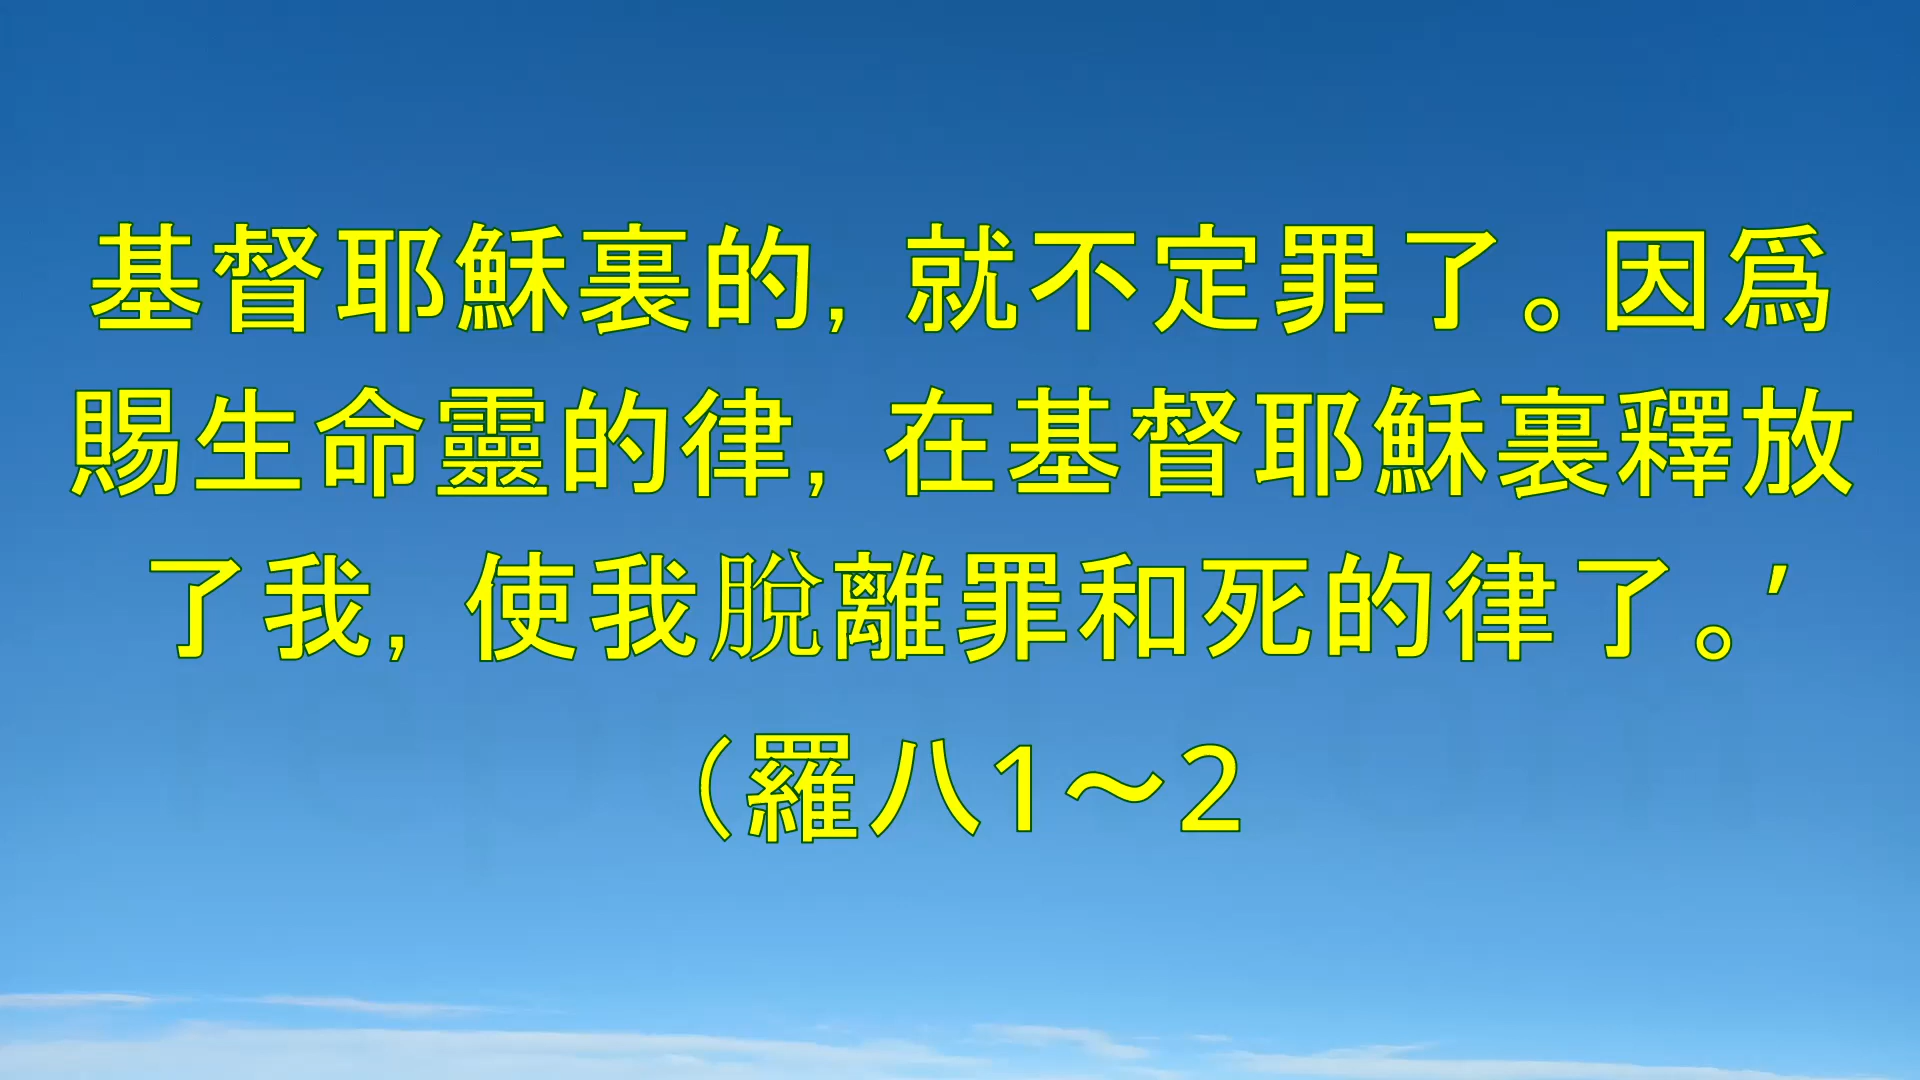 基督耶穌裏的，就不定罪了。因爲
賜生命靈的律，在基督耶穌裏釋放
了我，使我脫離罪和死的律了。’
（羅八1～2